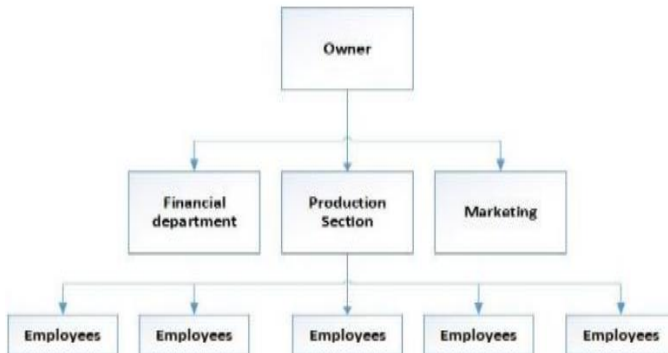 Owner
Financial
department
Production
Section
Marketing
Employees
Employees
Employees
Employees
Employees